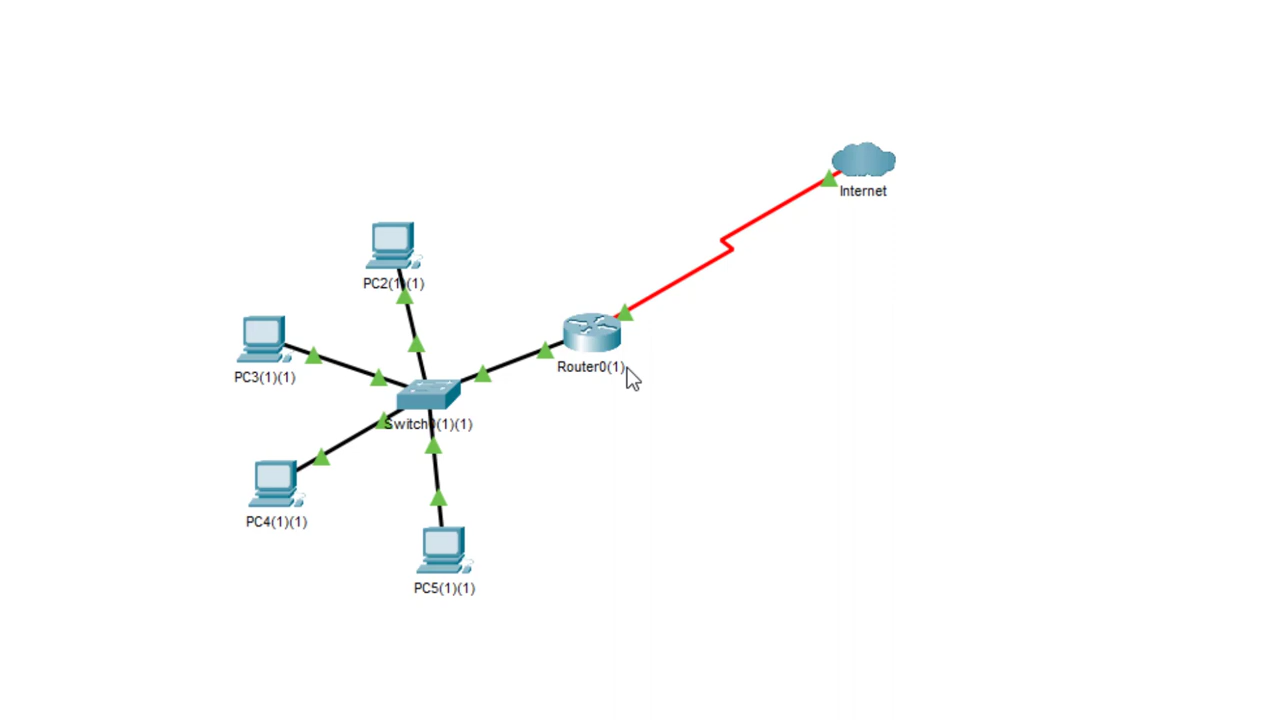 Internet
PC2(1)(1)
Router0(1)
PC3(1)(1)
Switch0(1)(1)
PC4(1)(1)
PC5(1)(1)